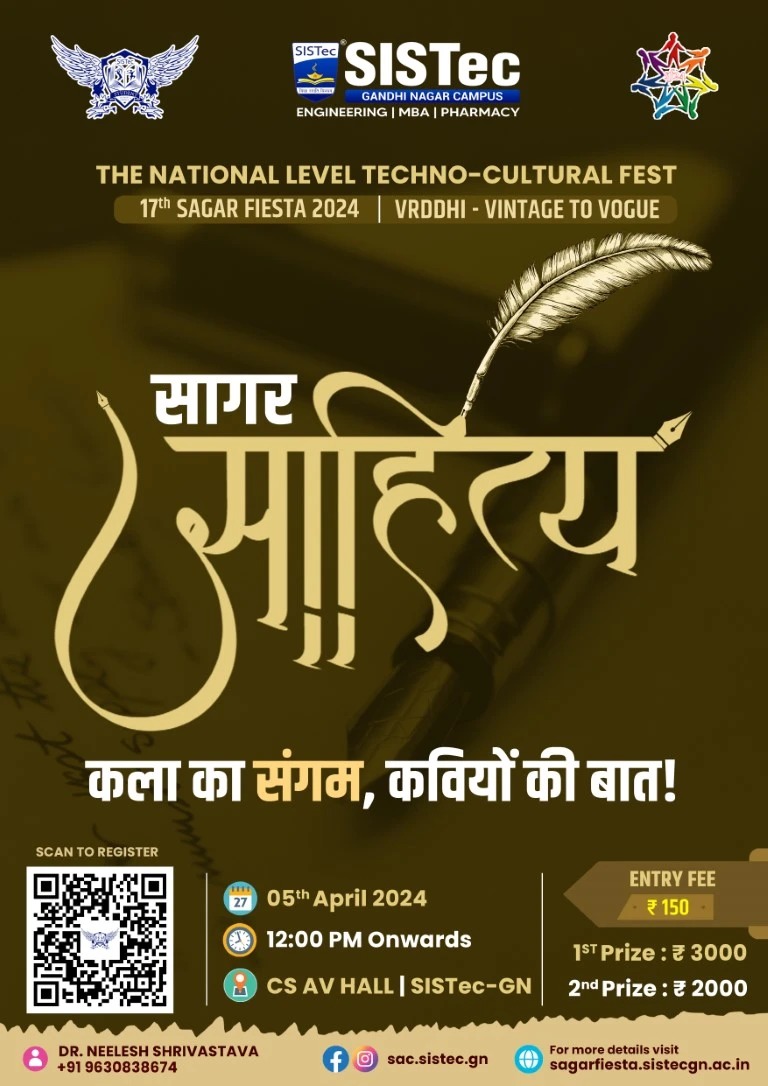 SISTec
SISTec
GANDHI NAGAR CAMPUS
ENGINEERING | MBA | PHARMACY
THE NATIONAL LEVEL TECHNO-CULTURAL FEST
17th SAGAR FIESTA 2024 | VRDDHI - VINTAGE TO VOGUE
सागर
साहित्य
कला का संगम, कवियों की बात!
SCAN TO REGISTER
27
05th April 2024
12:00 PM Onwards
CS AV HALL | SISTec-GN
ENTRY FEE
₹ 150
1ST Prize : ₹ 3000
2nd Prize : ₹ 2000
DR. NEELESH SHRIVASTAVA
+91 9630838674
sac.sistec.gn
For more details visit
sagarfiesta.sistecgn.ac.in